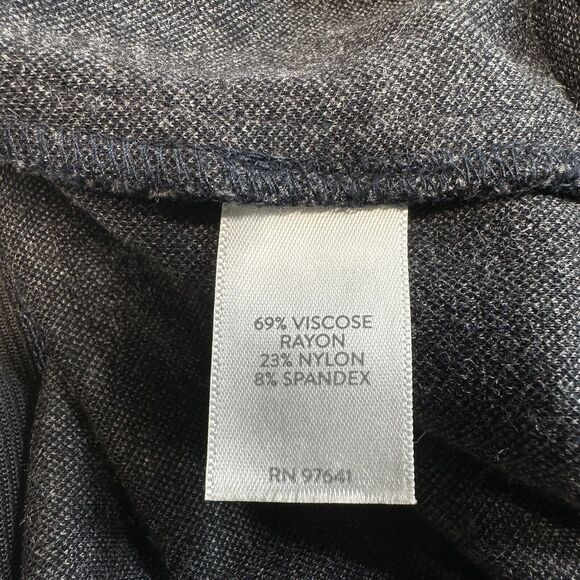 69% VISCOSE
RAYON
23% NYLON
8% SPANDEX
RN 97641